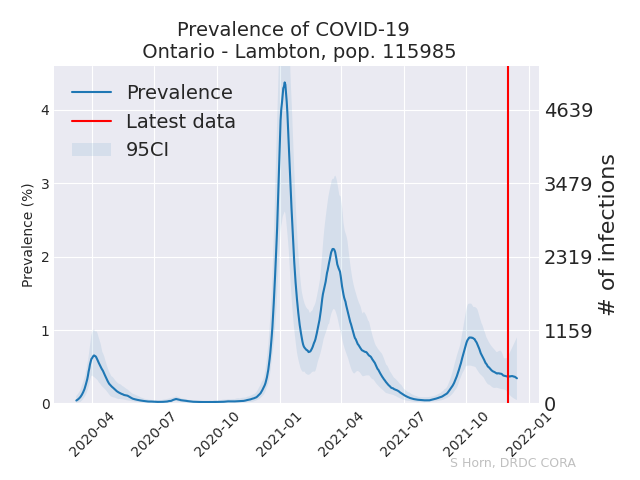 Prevalence of COVID-19
Ontario - Lambton, pop. 115985
Prevalence
Latest data
95CI
Prevalence (%)
4
3
2
1
0
4639
3479
2319
1159
0
# of infections
2020-04
2020-07
2020-10
2021-01
2021-04
2021-07
2021-10
2022-01
S Horn, DRDC CORA